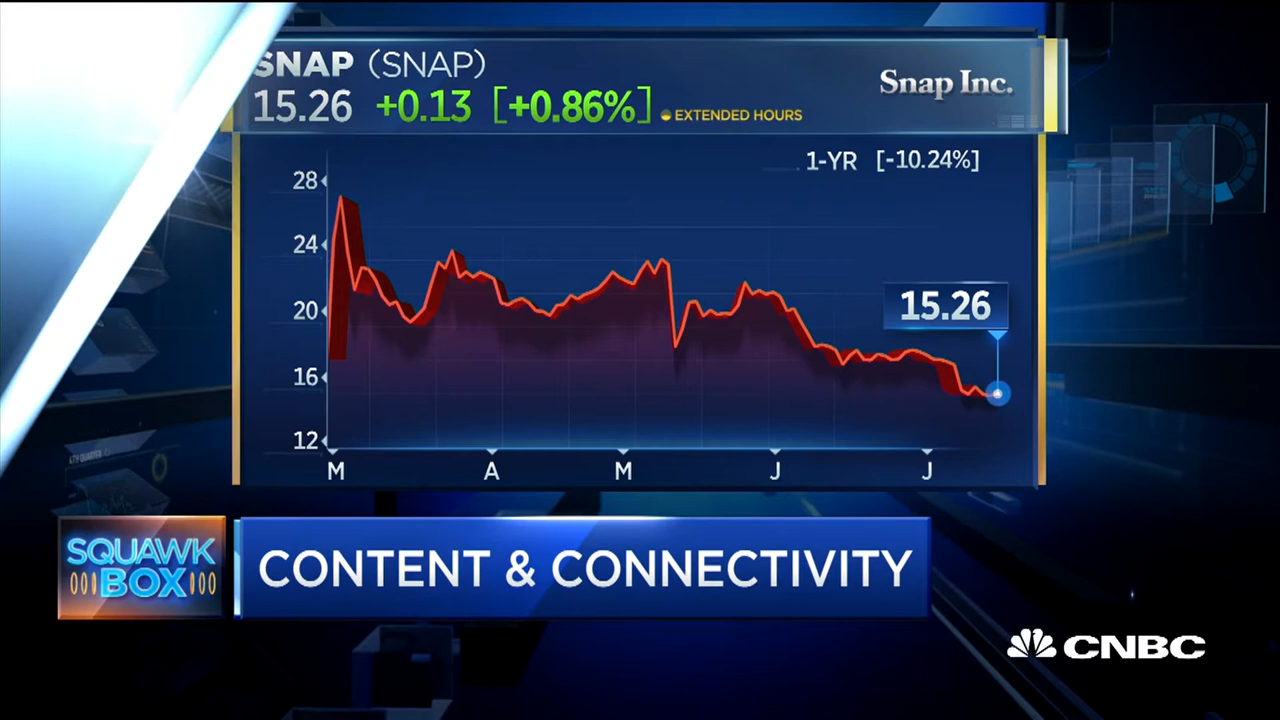 SNAP (SNAP)
15.26 +0.13 [+0.86%] EXTENDED HOURS
Snap Inc.
1-YR [-10.24%]
28
24
20
16
12
15.26
M A M J J
SQUAWK
BOX
CONTENT & CONNECTIVITY
CNBC